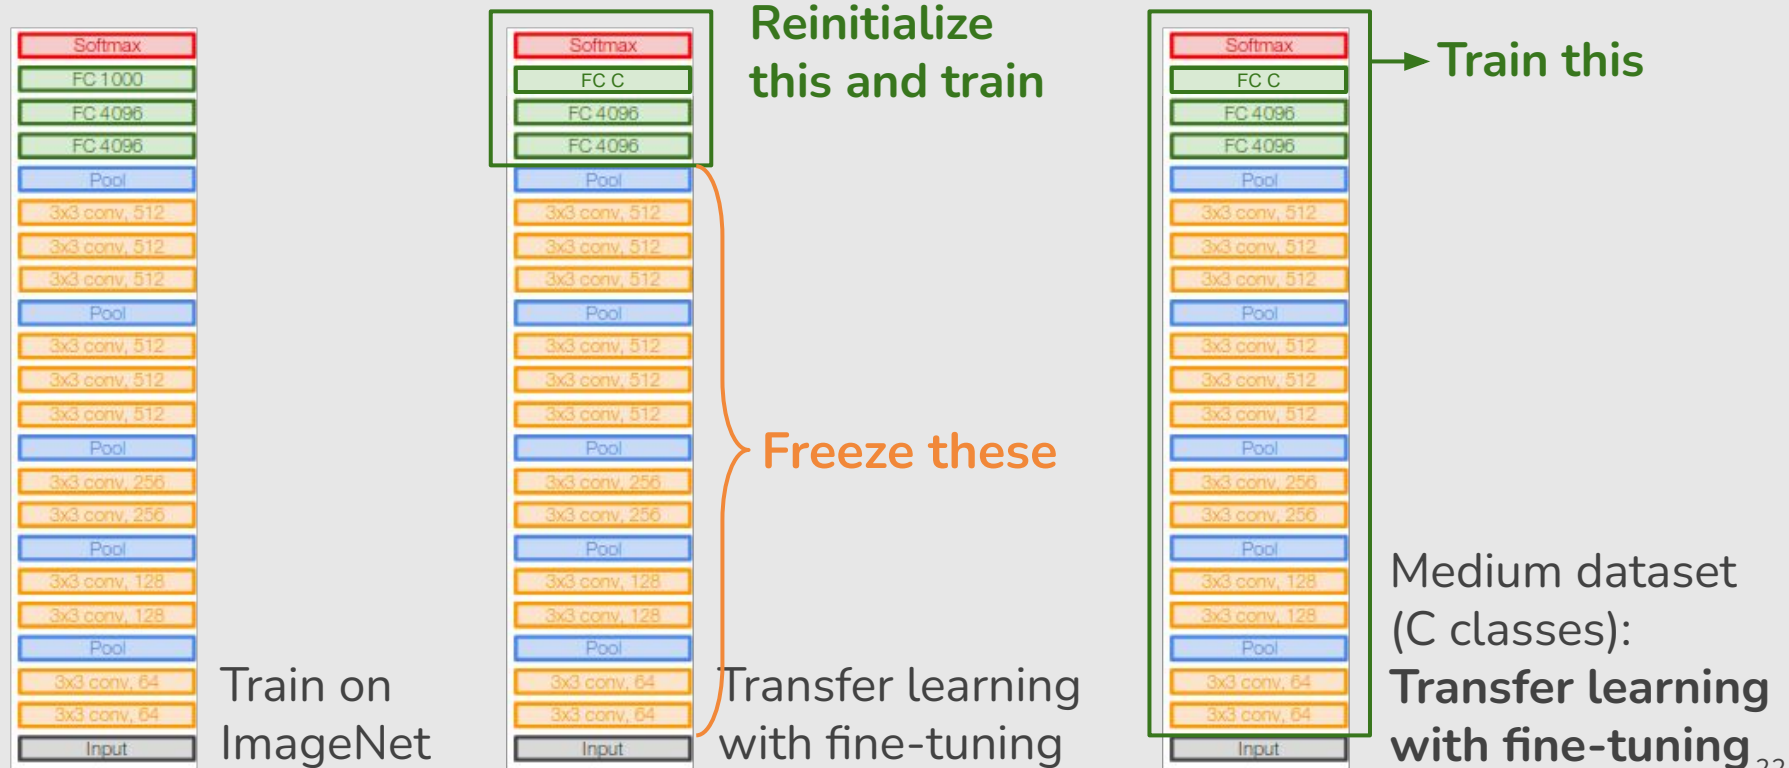 Softmax
FC 1000
FC 4096
FC 4096
Pool
3x3 conv, 512
3x3 conv, 512
3x3 conv, 512
Pool
3x3 conv, 512
3x3 conv, 512
3x3 conv, 512
Pool
3x3 conv, 256
3x3 conv, 256
Pool
3x3 conv, 128
3x3 conv, 128
Pool
3x3 conv, 64
3x3 conv, 64
Input
Train on
ImageNet
Softmax
FC C
FC 4096
FC 4096
Pool
3x3 conv, 512
3x3 conv, 512
3x3 conv, 512
Pool
3x3 conv, 512
3x3 conv, 512
3x3 conv, 512
Pool
3x3 conv, 256
3x3 conv, 256
Pool
3x3 conv, 128
3x3 conv, 128
Pool
3x3 conv, 64
3x3 conv, 64
Input
Reinitialize
this and train
Freeze these
Transfer learning
with fine-tuning
Softmax
FC C
FC 4096
FC 4096
Pool
3x3 conv, 512
3x3 conv, 512
3x3 conv, 512
Pool
3x3 conv, 512
3x3 conv, 512
3x3 conv, 512
Pool
3x3 conv, 256
3x3 conv, 256
Pool
3x3 conv, 128
3x3 conv, 128
Pool
3x3 conv, 64
3x3 conv, 64
Input
Train this
Medium dataset
(C classes):
Transfer learning
with fine-tuning